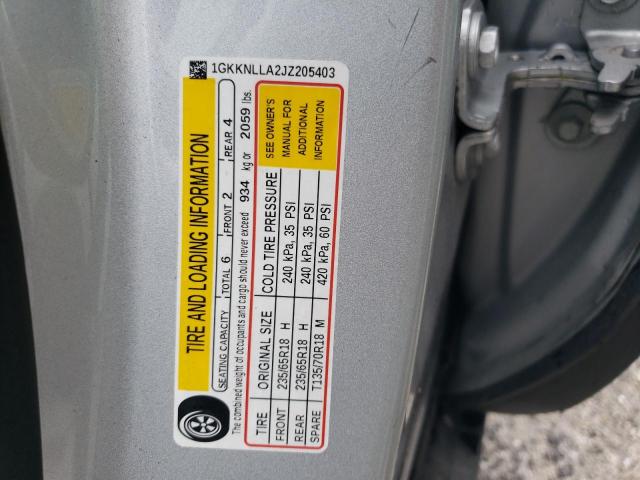 1GKKNLLA2JZ205403
TIRE AND LOADING INFORMATION
SEATING CAPACITY TOTAL 6 FRONT 2 REAR 4
The combined weight of occupants and cargo should never exceed 934 kg or 2059 lbs.
TIRE ORIGINAL SIZE COLD TIRE PRESSURE SEE OWNER'S
FRONT 235/65R18 H 240 kPa, 35 PSI MANUAL FOR
REAR 235/65R18 H 240 kPa, 35 PSI ADDITIONAL
SPARE T135/70R18 M 420 kPa, 60 PSI INFORMATION